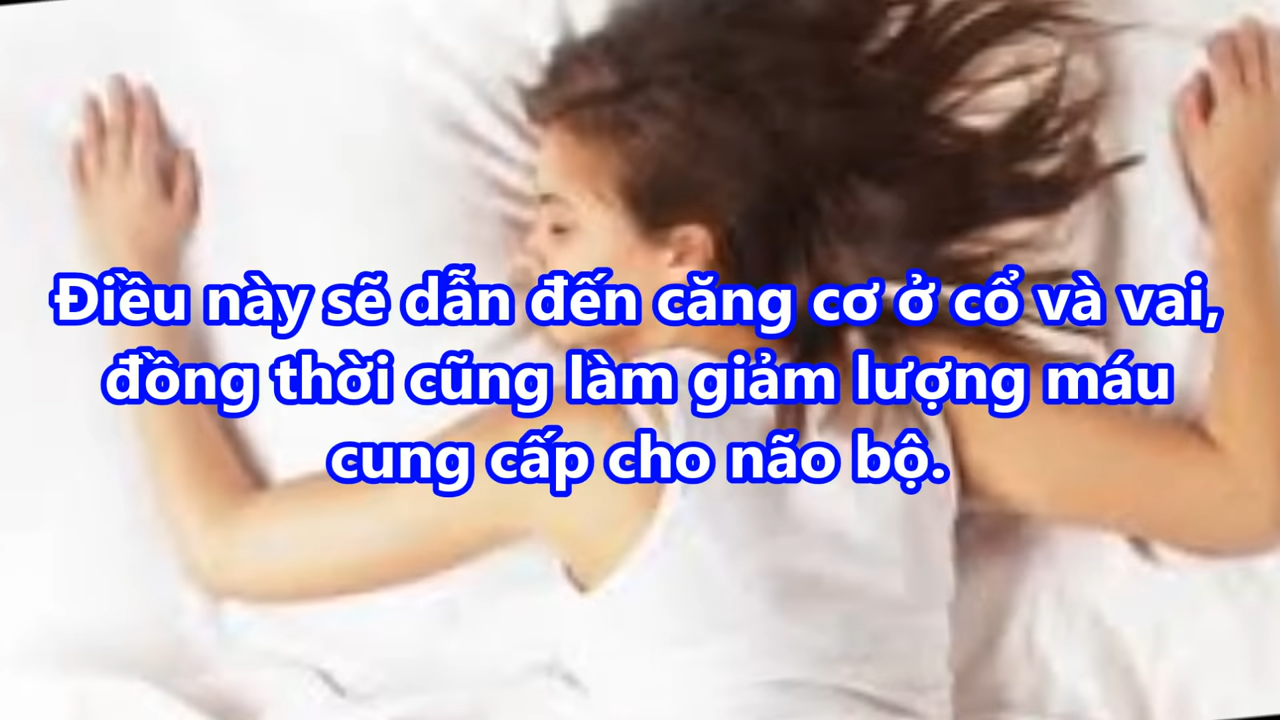 Điều này sẽ dẫn đến căng cơ ở cổ và vai,
đồng thời cũng làm giảm lượng máu
cung cấp cho não bộ.